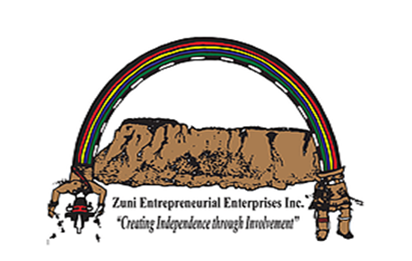 Zuni Entrepreneurial Enterprises Inc.
“Creating Independence through Involvement”